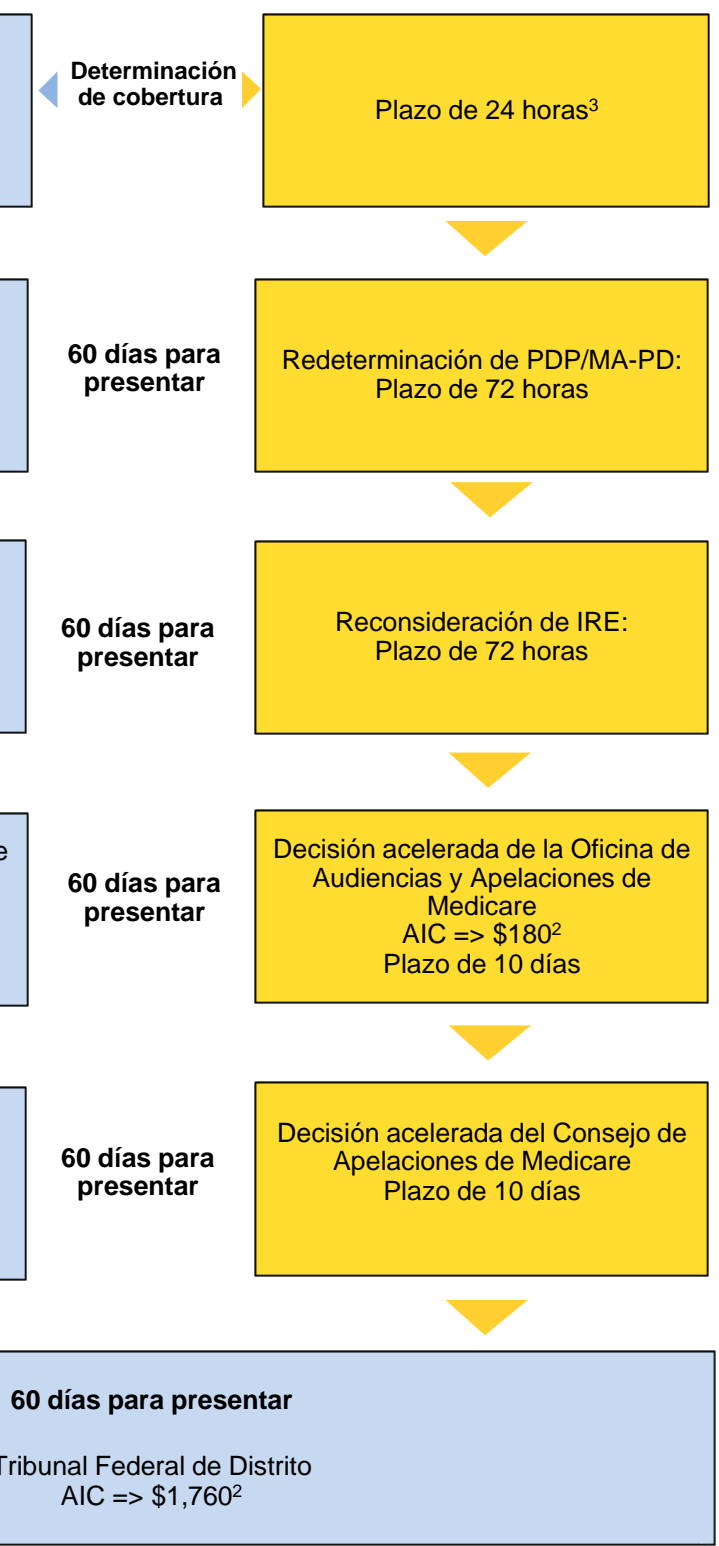 Determinación
de cobertura
Plazo de 24 horas³
60 días para
presentar
Redeterminación de PDP/MA-PD:
Plazo de 72 horas
60 días para
presentar
Reconsideración de IRE:
Plazo de 72 horas
e
60 días para
presentar
Decisión acelerada de la Oficina de
Audiencias y Apelaciones de
Medicare
AIC => $180²
Plazo de 10 días
60 días para
presentar
Decisión acelerada del Consejo de
Apelaciones de Medicare
Plazo de 10 días
60 días para presentar
Tribunal Federal de Distrito
AIC => $1,760²